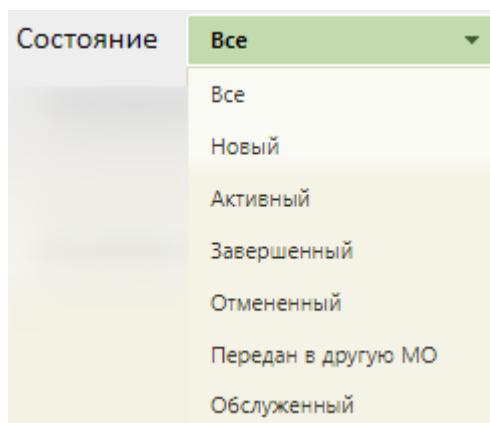 Состояние Все
Все
Новый
Активный
Завершенный
Отмененный
Передан в другую МО
Обслуженный